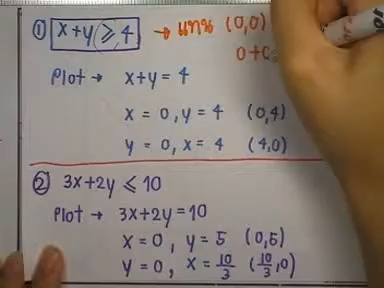 ① x+y ≥ 4 → แทน (0,0)
0+0
Plot → x+y = 4
x = 0, y = 4 (0,4)
y = 0, x = 4 (4,0)
② 3x+2y ≤ 10
Plot → 3x+2y = 10
x = 0, y = 5 (0,5)
y = 0, x = 10/3 (10/3,0)